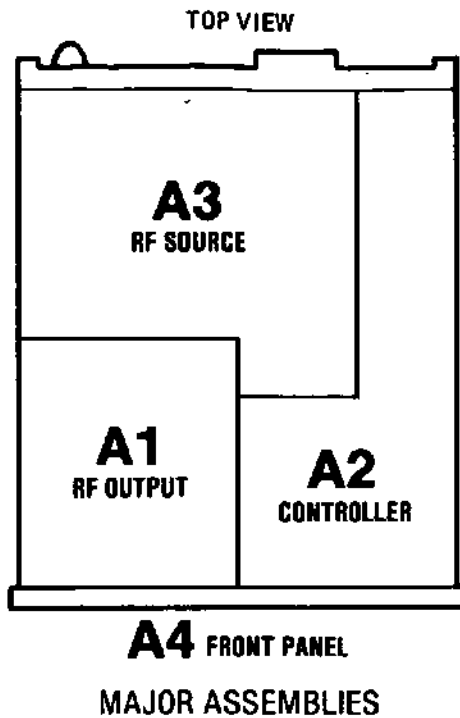 TOP VIEW
A3
RF SOURCE
A1
RF OUTPUT
A2
CONTROLLER
A4 FRONT PANEL
MAJOR ASSEMBLIES